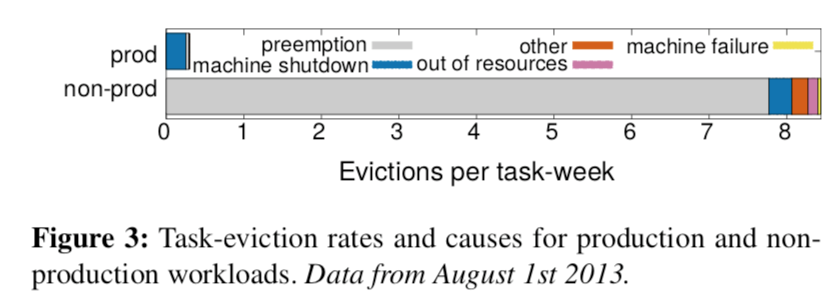 prod
preemption
other
machine failure
machine shutdown
out of resources
non-prod
0 1 2 3 4 5 6 7 8
Evictions per task-week
Figure 3: Task-eviction rates and causes for production and non-
production workloads. Data from August 1st 2013.